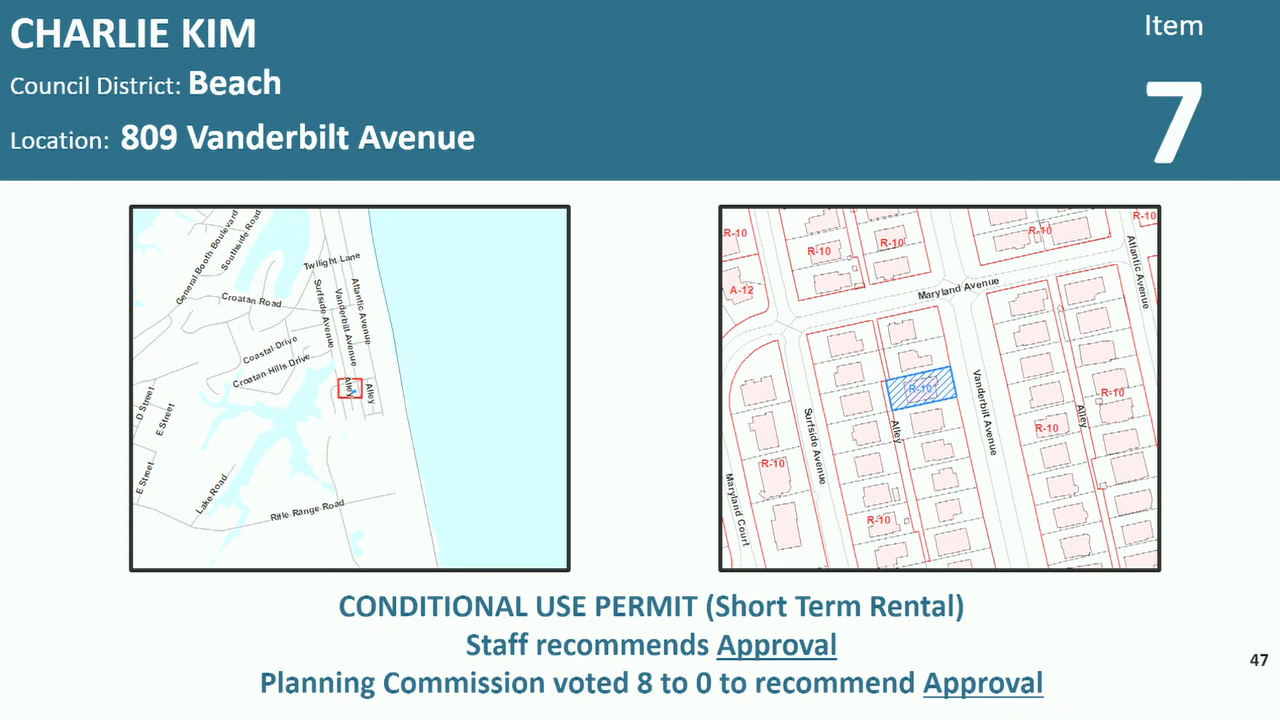 CHARLIE KIM
Council District: Beach
Location: 809 Vanderbilt Avenue
Item
7
General Booth Boulevard
Southside Road
Twilight Lane
Croatan Road
Surfside Avenue
Vanderbilt Avenue
Atlantic Avenue
Coastal Drive
Croatan Hills Drive
Alley
Alley
D Street
E Street
E Street
Lake Road
Rifle Range Road
R-10
R-10
R-10
R-10
R-10
A-12
Maryland Avenue
Atlantic Avenue
R-10
Vanderbilt Avenue
Surfside Avenue
Alley
Alley
R-10
R-10
R-10
R-10
Maryland Court
CONDITIONAL USE PERMIT (Short Term Rental)
Staff recommends Approval
Planning Commission voted 8 to 0 to recommend Approval
47